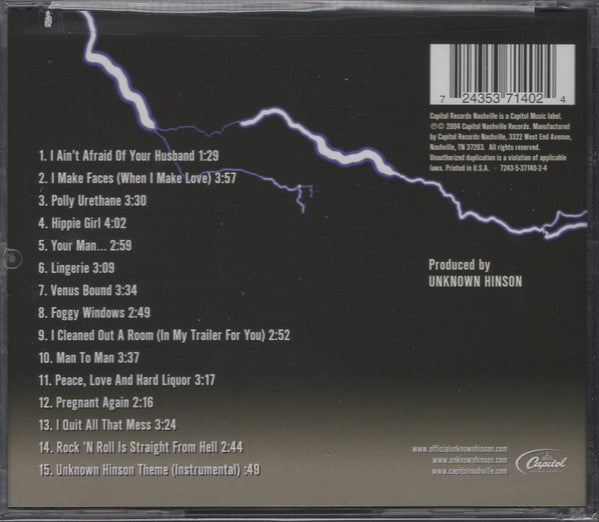 7 24353 71402 4
Capitol Records Nashville is a Capitol Music label.
℗© 2004 Capitol Nashville Records. Manufactured
by Capitol Records Nashville, 3322 West End Avenue,
Nashville, TN 37203. All rights reserved.
Unauthorized duplication is a violation of applicable
laws. Printed in U.S.A. · 7243-5-37140-2-4
1. I Ain't Afraid Of Your Husband 1:29
2. I Make Faces (When I Make Love) 3:57
3. Polly Urethane 3:30
4. Hippie Girl 4:02
5. Your Man... 2:59
6. Lingerie 3:09
7. Venus Bound 3:34
8. Foggy Windows 2:49
9. I Cleaned Out A Room (In My Trailer For You) 2:52
10. Man To Man 3:37
11. Peace, Love And Hard Liquor 3:17
12. Pregnant Again 2:16
13. I Quit All That Mess 3:24
14. Rock 'N Roll Is Straight From Hell 2:44
15. Unknown Hinson Theme (Instrumental) :49
Produced by
UNKNOWN HINSON
www.officialunknownhinson.com
www.unknownhinson.com
www.capitolnashville.com
Capitol